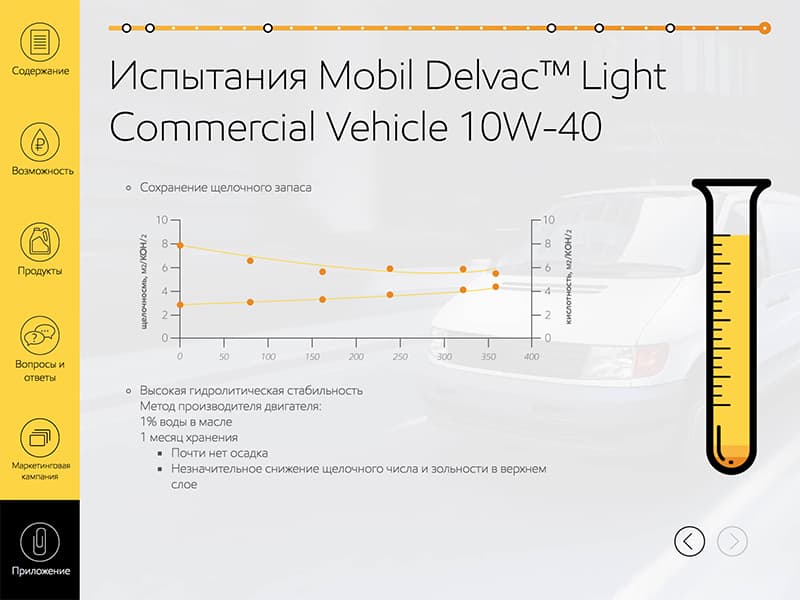 Содержание
Возможность
Продукты
Вопросы и
ответы
Маркетинговая
кампания
Приложение
Испытания Mobil Delvac™ Light
Commercial Vehicle 10W-40
Сохранение щелочного запаса
10
8
6
4
2
0
щелочность, мг/КОН/г
0
50
100
150
200
250
300
350
400
10
8
6
4
2
0
кислотность, мг/КОН/г
Высокая гидролитическая стабильность
Метод производителя двигателя:
1% воды в масле
1 месяц хранения
Почти нет осадка
Незначительное снижение щелочного числа и зольности в верхнем
слое